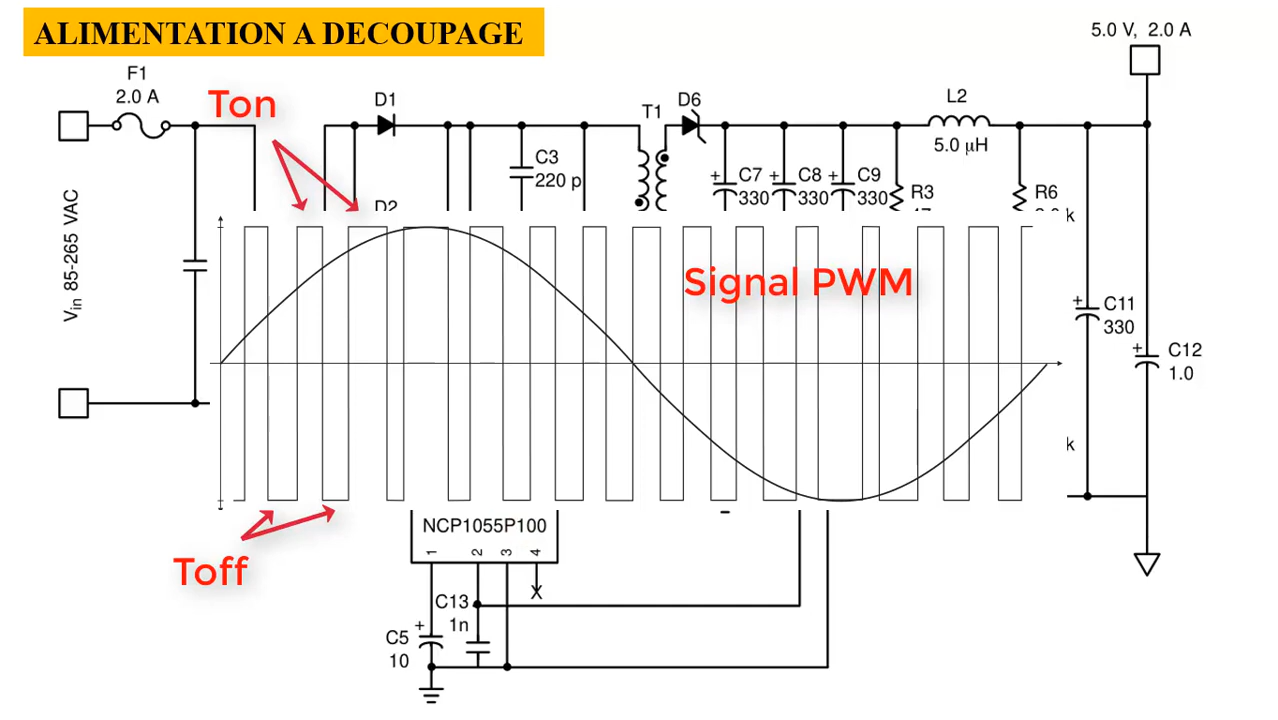 ALIMENTATION A DECOUPAGE
5.0 V, 2.0 A
F1
2.0 A
Ton
D1
T1
D6
L2
5.0 µH
C3
220 p
C7
330
C8
330
C9
330
R3
R6
D2
k
Vin 85-265 VAC
Signal PWM
C11
330
C12
1.0
k
NCP1055P100
1 2 3 4
Toff
X
C13
1n
C5
10